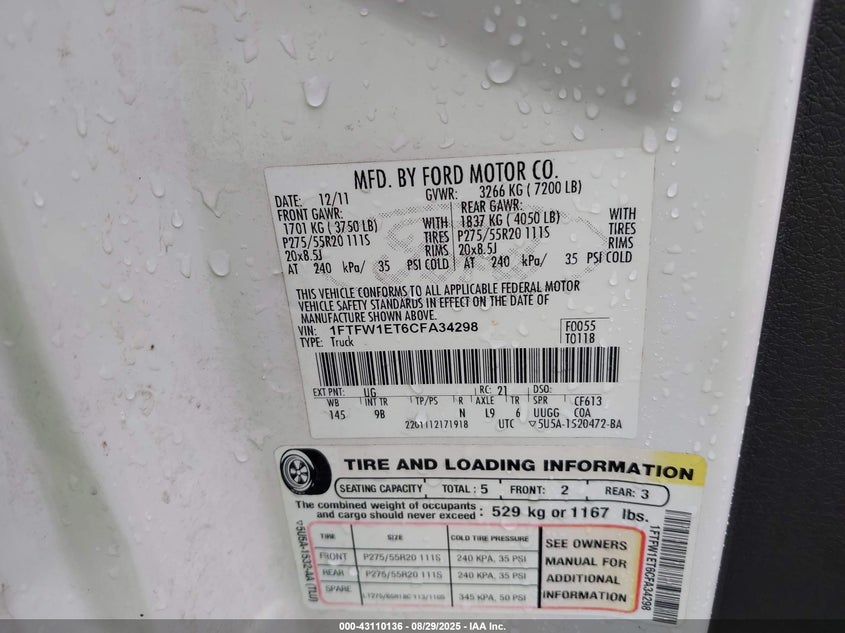 MFD. BY FORD MOTOR CO.
DATE: 12/11 GVWR: 3266 KG ( 7200 LB)
FRONT GAWR: REAR GAWR:
1701 KG ( 3750 LB) WITH 1837 KG ( 4050 LB) WITH
P275/55R20 111S TIRES P275/55R20 111S TIRES
20x8.5J RIMS 20x8.5J RIMS
AT 240 kPa/ 35 PSI COLD AT 240 kPa/ 35 PSI COLD
THIS VEHICLE CONFORMS TO ALL APPLICABLE FEDERAL MOTOR
VEHICLE SAFETY STANDARDS IN EFFECT ON THE DATE OF
MANUFACTURE SHOWN ABOVE.
VIN: 1FTFW1ET6CFA34298 F0055
TYPE: Truck T0118
EXT PNT: UG RC: 21 DSO:
WB INT TR TP/PS R AXLE TR SPR CF613
145 9B N L9 6 UUGG COA
2201112171918 UTC ▽5U5A-1520472-BA
TIRE AND LOADING INFORMATION
SEATING CAPACITY TOTAL : 5 FRONT: 2 REAR: 3
The combined weight of occupants
and cargo should never exceed : 529 kg or 1167 lbs.
TIRE SIZE COLD TIRE PRESSURE
FRONT P275/55R20 111S 240 KPA, 35 PSI
REAR P275/55R20 111S 240 KPA, 35 PSI
SPARE 345 KPA, 50 PSI
SEE OWNERS
MANUAL FOR
ADDITIONAL
INFORMATION
1FTFW1ET6CFA34298
000-43110136 - 08/29/2025 - IAA Inc.